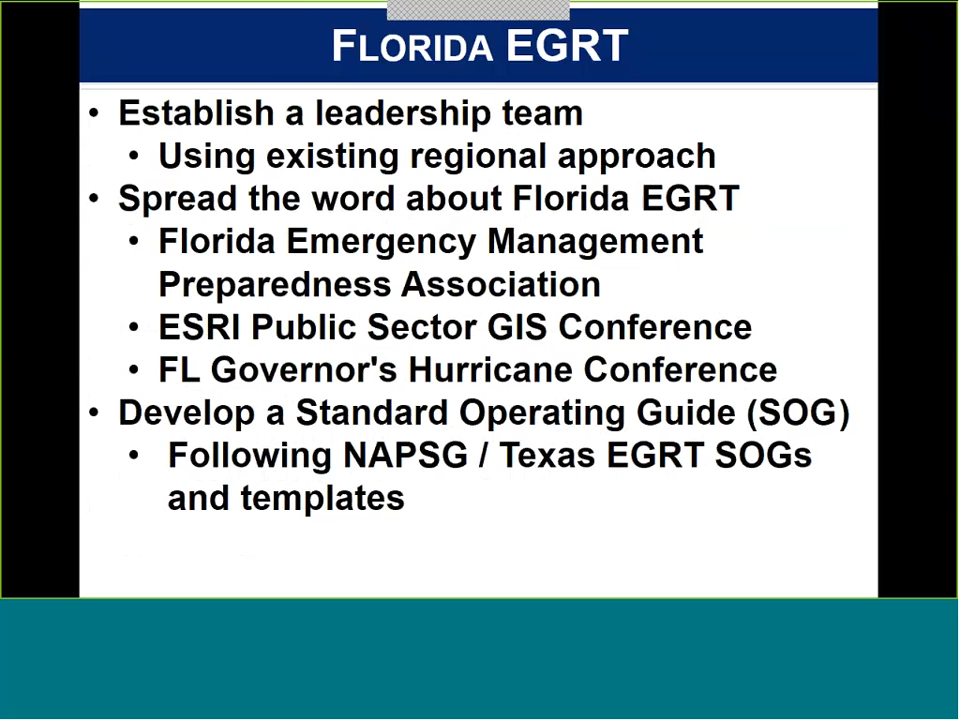 FLORIDA EGRT
• Establish a leadership team
• Using existing regional approach
• Spread the word about Florida EGRT
• Florida Emergency Management
Preparedness Association
• ESRI Public Sector GIS Conference
• FL Governor's Hurricane Conference
• Develop a Standard Operating Guide (SOG)
• Following NAPSG / Texas EGRT SOGs
and templates